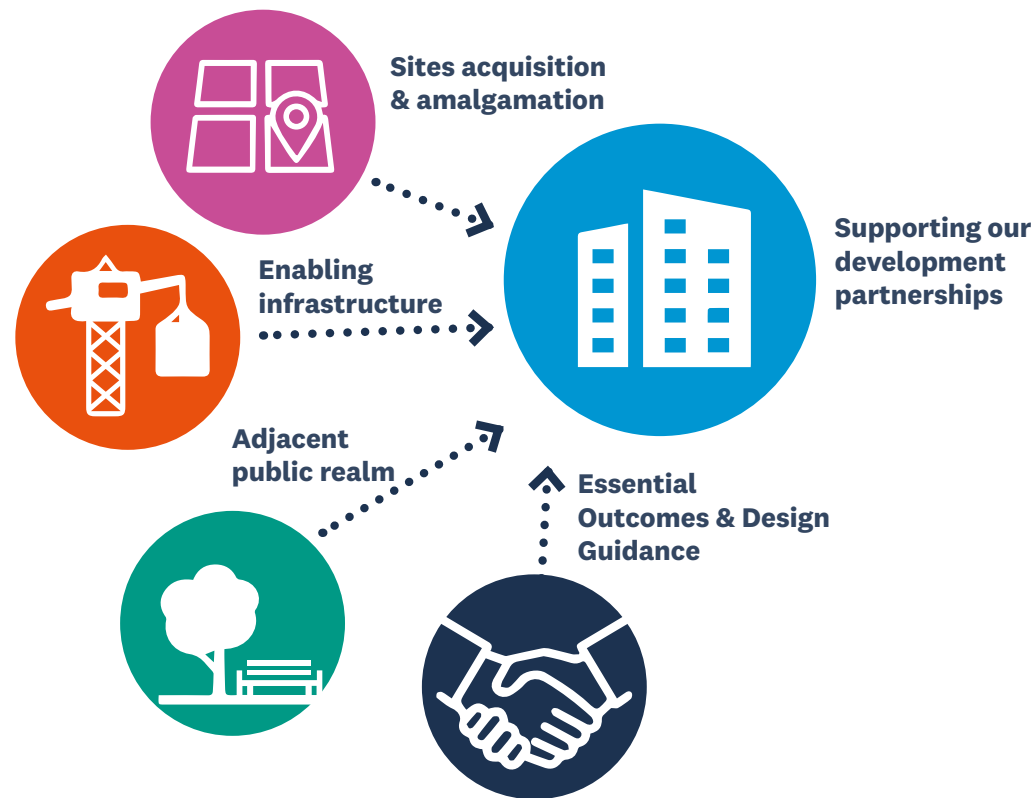 Sites acquisition
& amalgamation
Supporting our
development
partnerships
Enabling
infrastructure
Adjacent
public realm
Essential
Outcomes & Design
Guidance